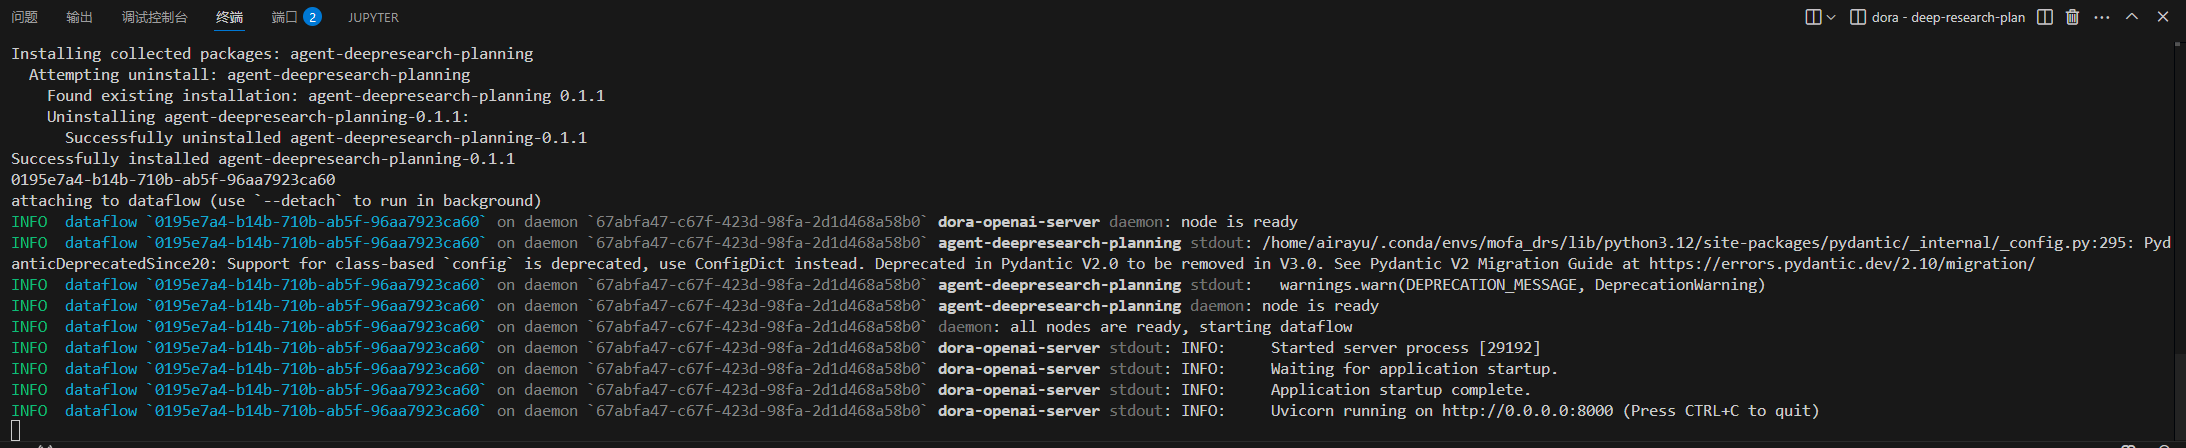 问题 输出 调试控制台 终端 端口 2 JUPYTER dora - deep-research-plan
Installing collected packages: agent-deepresearch-planning
  Attempting uninstall: agent-deepresearch-planning
    Found existing installation: agent-deepresearch-planning 0.1.1
    Uninstalling agent-deepresearch-planning-0.1.1:
      Successfully uninstalled agent-deepresearch-planning-0.1.1
Successfully installed agent-deepresearch-planning-0.1.1
0195e7a4-b14b-710b-ab5f-96aa7923ca60
attaching to dataflow (use `--detach` to run in background)
INFO  dataflow `0195e7a4-b14b-710b-ab5f-96aa7923ca60` on daemon `67abfa47-c67f-423d-98fa-2d1d468a58b0` dora-openai-server daemon: node is ready
INFO  dataflow `0195e7a4-b14b-710b-ab5f-96aa7923ca60` on daemon `67abfa47-c67f-423d-98fa-2d1d468a58b0` agent-deepresearch-planning stdout: /home/airayu/.conda/envs/mofa_drs/lib/python3.12/site-packages/pydantic/_internal/_config.py:295: Pyd
anticDeprecatedSince20: Support for class-based `config` is deprecated, use ConfigDict instead. Deprecated in Pydantic V2.0 to be removed in V3.0. See Pydantic V2 Migration Guide at https://errors.pydantic.dev/2.10/migration/
INFO  dataflow `0195e7a4-b14b-710b-ab5f-96aa7923ca60` on daemon `67abfa47-c67f-423d-98fa-2d1d468a58b0` agent-deepresearch-planning stdout:   warnings.warn(DEPRECATION_MESSAGE, DeprecationWarning)
INFO  dataflow `0195e7a4-b14b-710b-ab5f-96aa7923ca60` on daemon `67abfa47-c67f-423d-98fa-2d1d468a58b0` agent-deepresearch-planning daemon: node is ready
INFO  dataflow `0195e7a4-b14b-710b-ab5f-96aa7923ca60` on daemon `67abfa47-c67f-423d-98fa-2d1d468a58b0` daemon: all nodes are ready, starting dataflow
INFO  dataflow `0195e7a4-b14b-710b-ab5f-96aa7923ca60` on daemon `67abfa47-c67f-423d-98fa-2d1d468a58b0` dora-openai-server stdout: INFO:     Started server process [29192]
INFO  dataflow `0195e7a4-b14b-710b-ab5f-96aa7923ca60` on daemon `67abfa47-c67f-423d-98fa-2d1d468a58b0` dora-openai-server stdout: INFO:     Waiting for application startup.
INFO  dataflow `0195e7a4-b14b-710b-ab5f-96aa7923ca60` on daemon `67abfa47-c67f-423d-98fa-2d1d468a58b0` dora-openai-server stdout: INFO:     Application startup complete.
INFO  dataflow `0195e7a4-b14b-710b-ab5f-96aa7923ca60` on daemon `67abfa47-c67f-423d-98fa-2d1d468a58b0` dora-openai-server stdout: INFO:     Uvicorn running on http://0.0.0.0:8000 (Press CTRL+C to quit)